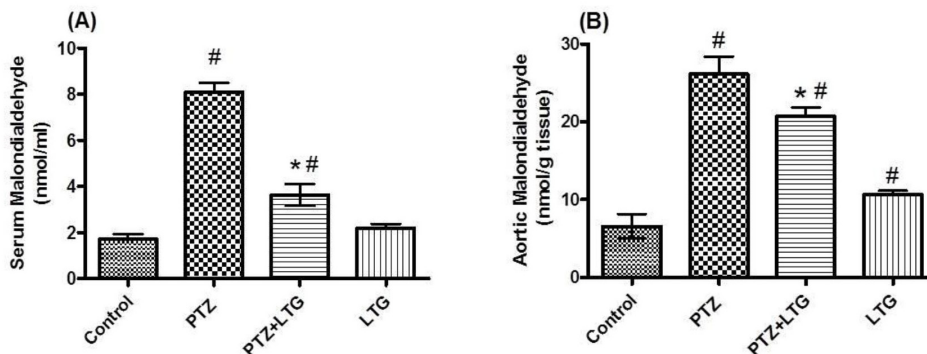 (A)
Serum Malondialdehyde
(nmol/ml)
10
8
6
4
2
0
#
* #
Control
PTZ
PTZ+LTG
LTG
(B)
Aortic Malondialdehyde
(nmol/g tissue)
30
20
10
0
#
* #
#
Control
PTZ
PTZ+LTG
LTG